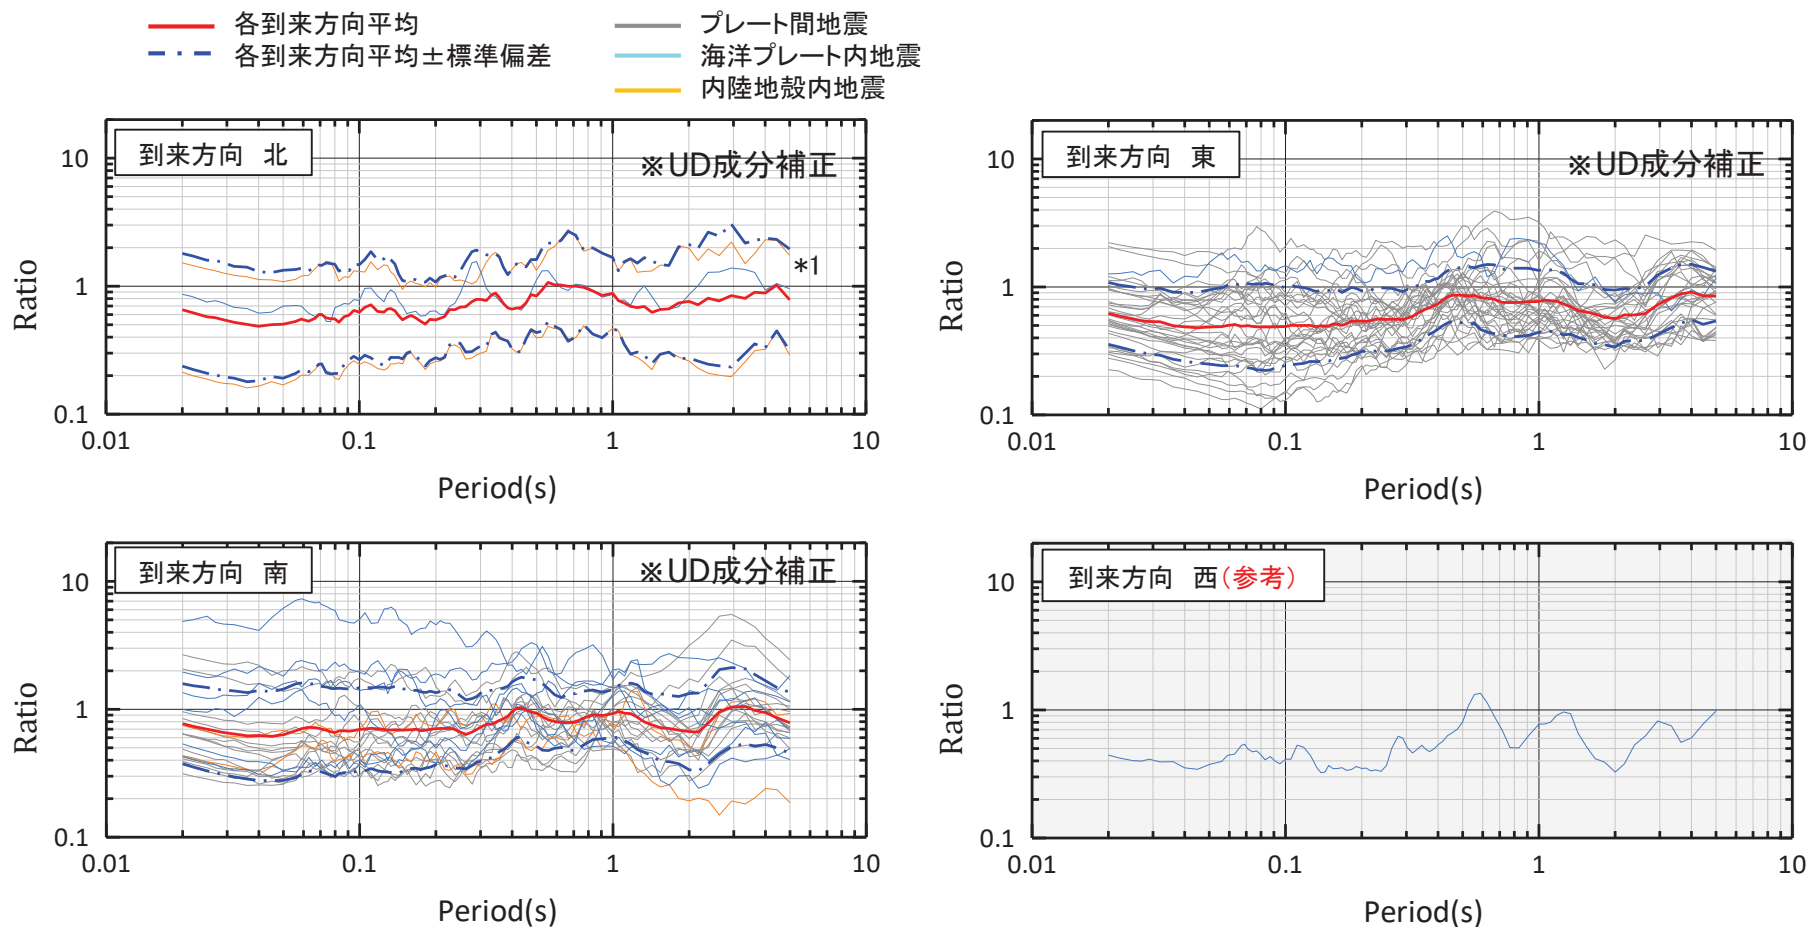 各到来方向平均
各到来方向平均±標準偏差
プレート間地震
海洋プレート内地震
内陸地殻内地震
到来方向 北
※UD成分補正
*1
10
1
0.1
Ratio
0.01
0.1
1
10
Period(s)
到来方向 東
※UD成分補正
10
1
0.1
Ratio
0.01
0.1
1
10
Period(s)
到来方向 南
※UD成分補正
10
1
0.1
Ratio
0.01
0.1
1
10
Period(s)
到来方向 西(参考)
10
1
0.1
Ratio
0.01
0.1
1
10
Period(s)